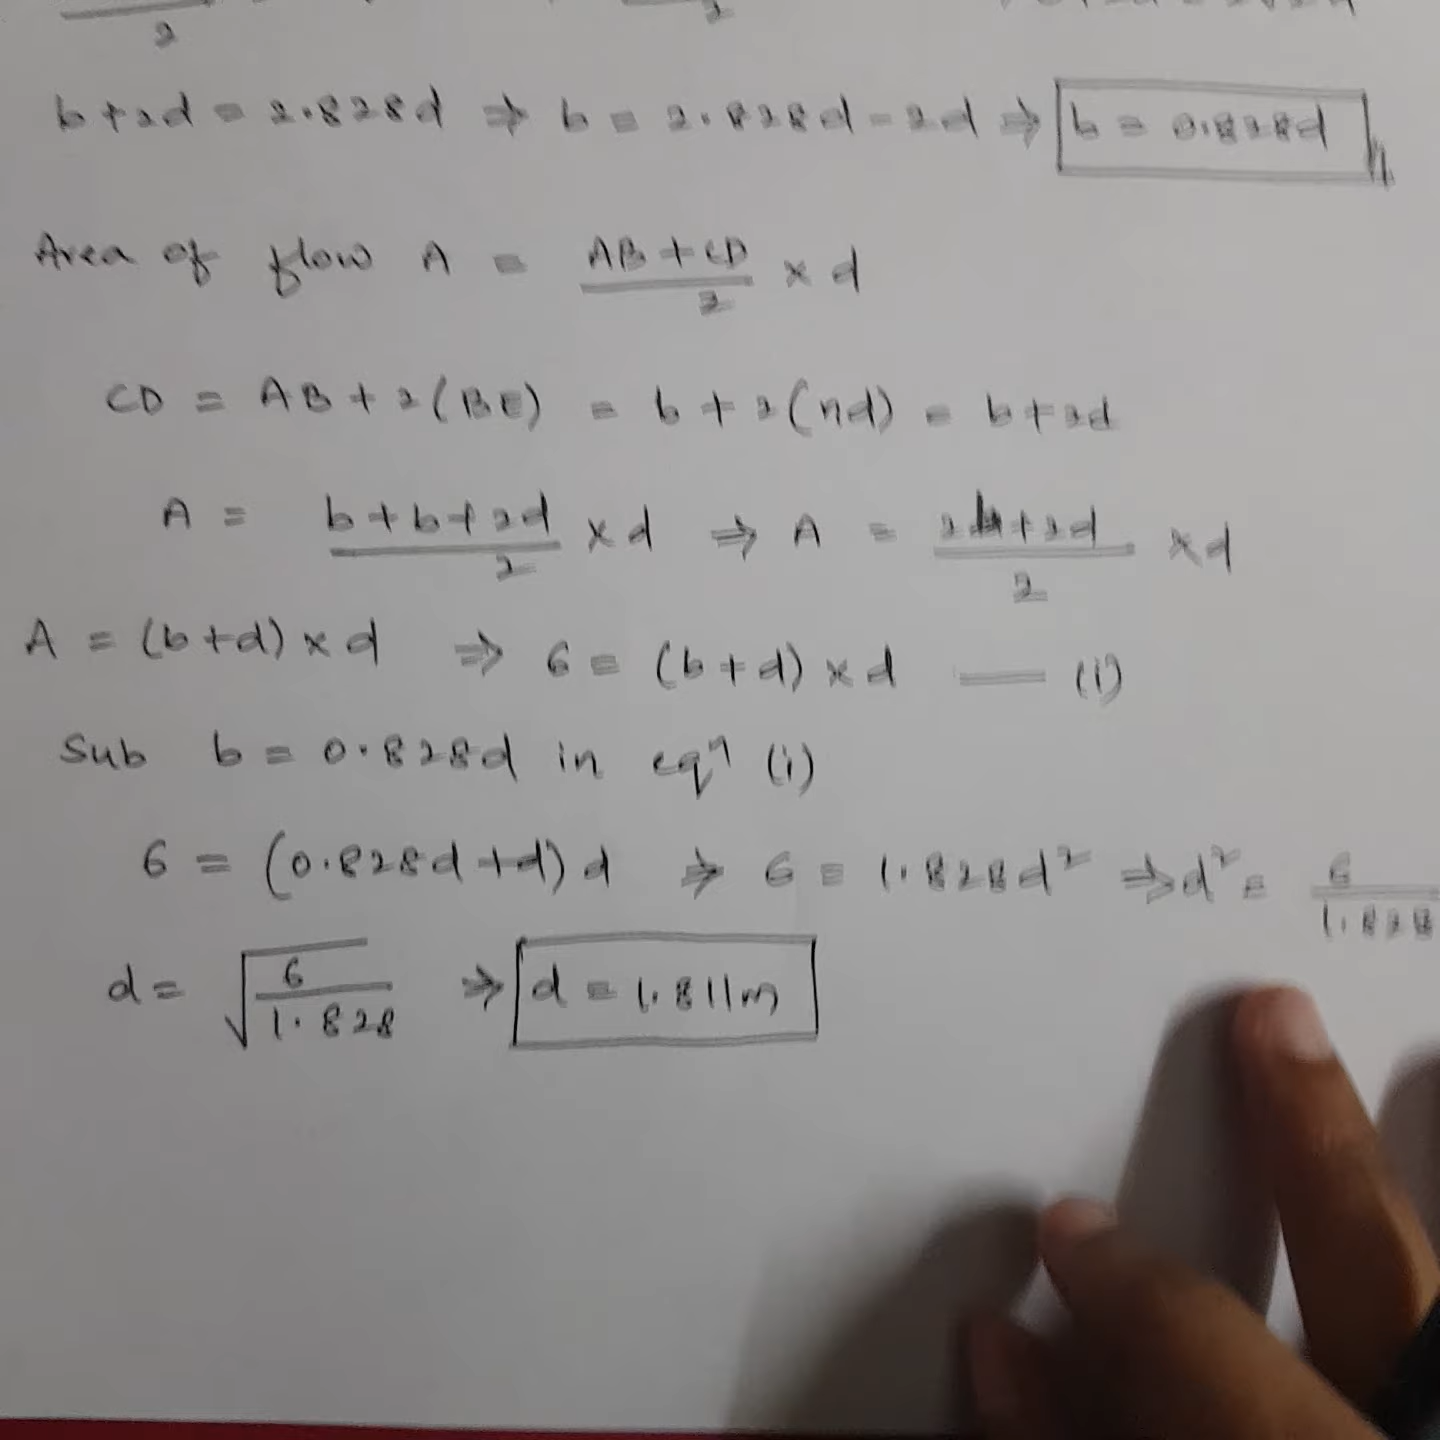 2 2
b+2d = 2.828d ⇒ b = 2.828d - 2d ⇒ b = 0.828d
Area of flow A = AB + CD / 2 × d
CD = AB + 2(BE) = b + 2(nd) = b+2d
A = b+b+2d / 2 × d ⇒ A = 2b+2d / 2 × d
A = (b+d) × d ⇒ 6 = (b+d) × d — (i)
Sub b = 0.828d in eqn (i)
6 = (0.828d+d)d ⇒ 6 = 1.828d² ⇒ d² = 6 / 1.828
d = √6 / 1.828 ⇒ d = 1.811m